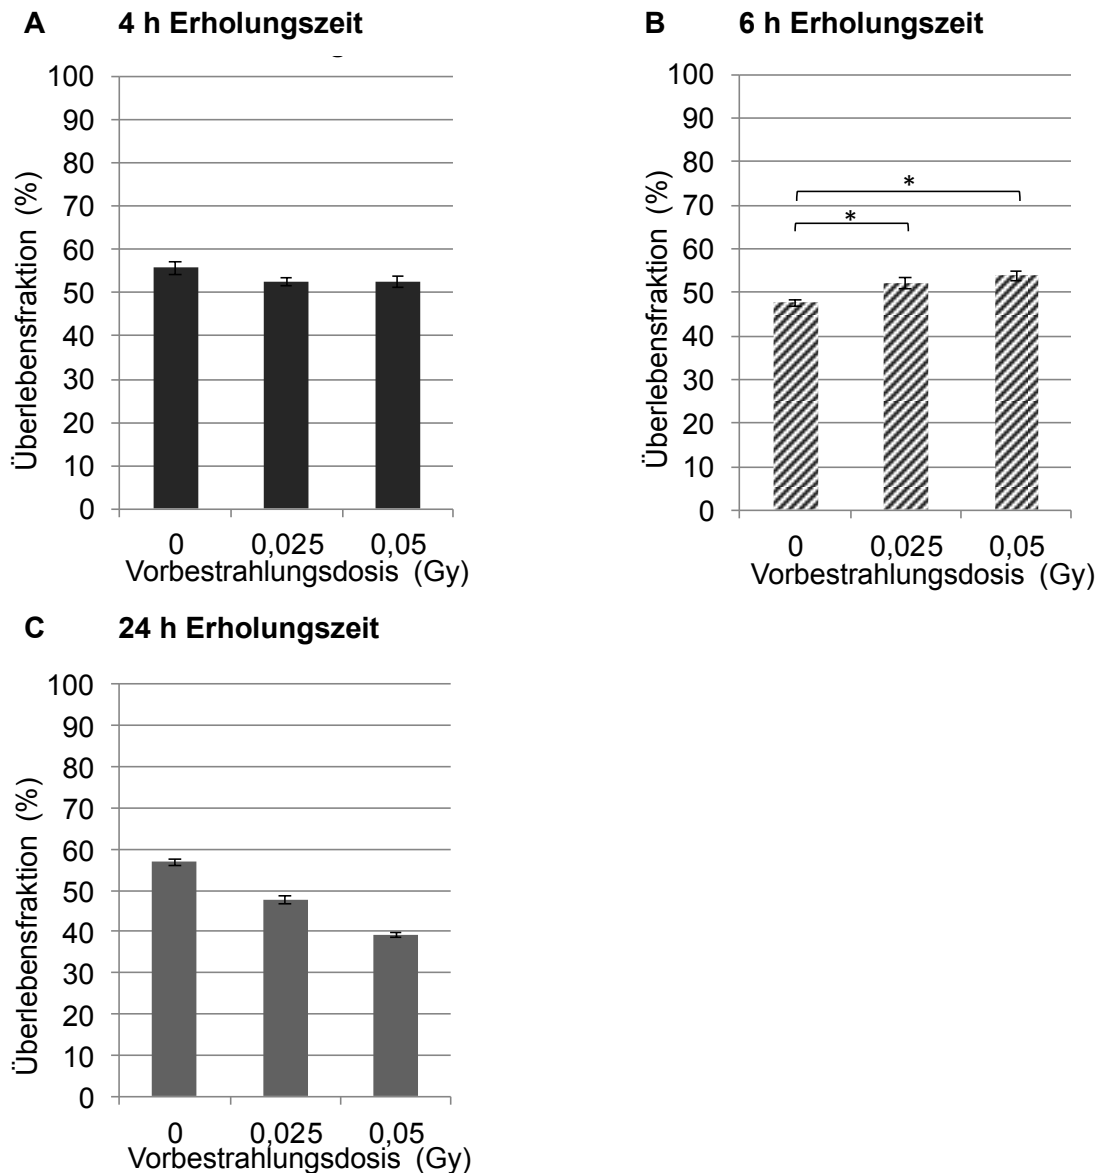 A 4 h Erholungszeit
100
90
80
70
60
50
40
30
20
10
0
Überlebensfraktion (%)
0 0,025 0,05
Vorbestrahlungsdosis (Gy)
B 6 h Erholungszeit
100
90
80
70
60
50
40
30
20
10
0
Überlebensfraktion (%)
*
*
0 0,025 0,05
Vorbestrahlungsdosis (Gy)
C 24 h Erholungszeit
100
90
80
70
60
50
40
30
20
10
0
Überlebensfraktion (%)
0 0,025 0,05
Vorbestrahlungsdosis (Gy)